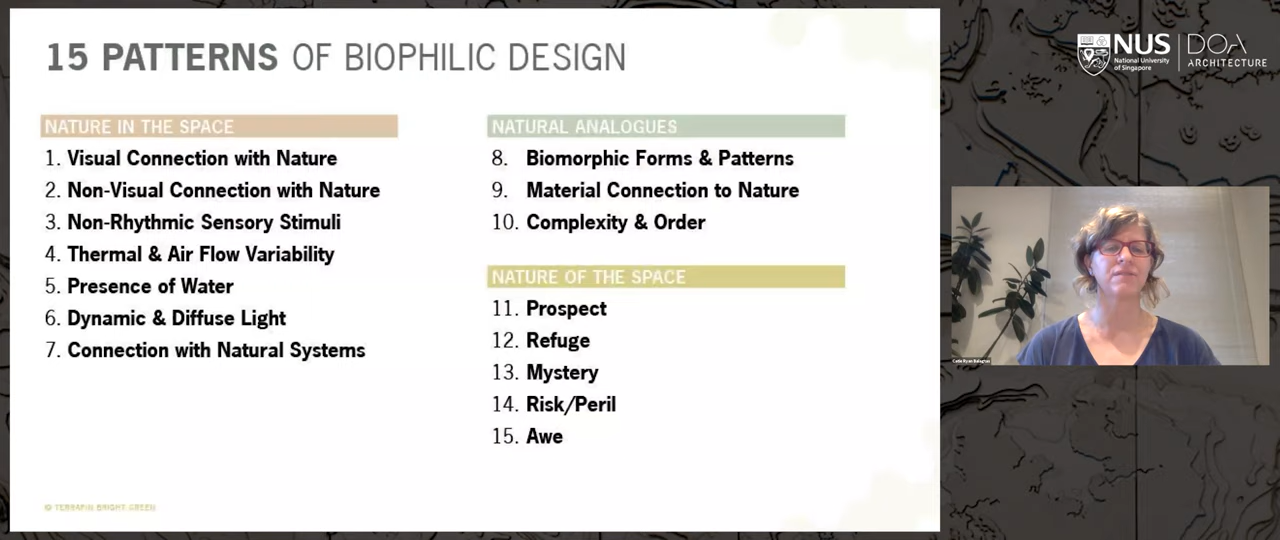 15 PATTERNS OF BIOPHILIC DESIGN
NATURE IN THE SPACE
1. Visual Connection with Nature
2. Non-Visual Connection with Nature
3. Non-Rhythmic Sensory Stimuli
4. Thermal & Air Flow Variability
5. Presence of Water
6. Dynamic & Diffuse Light
7. Connection with Natural Systems
NATURAL ANALOGUES
8. Biomorphic Forms & Patterns
9. Material Connection to Nature
10. Complexity & Order
NATURE OF THE SPACE
11. Prospect
12. Refuge
13. Mystery
14. Risk/Peril
15. Awe
© TERRAPIN BRIGHT GREEN
NUS
National University
of Singapore
DOA
ARCHITECTURE